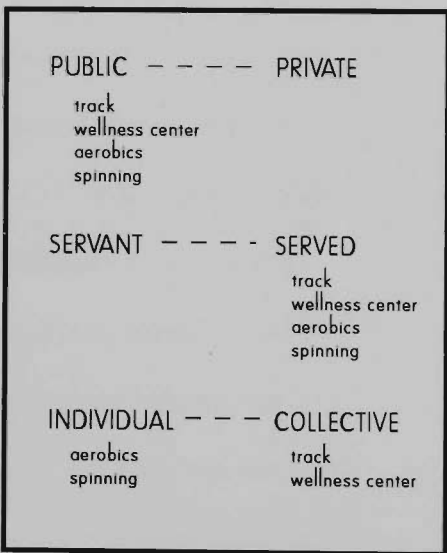 PUBLIC - - - - PRIVATE
track
wellness center
aerobics
spinning
SERVANT - - - - SERVED
track
wellness center
aerobics
spinning
INDIVIDUAL - - - COLLECTIVE
aerobics track
spinning wellness center